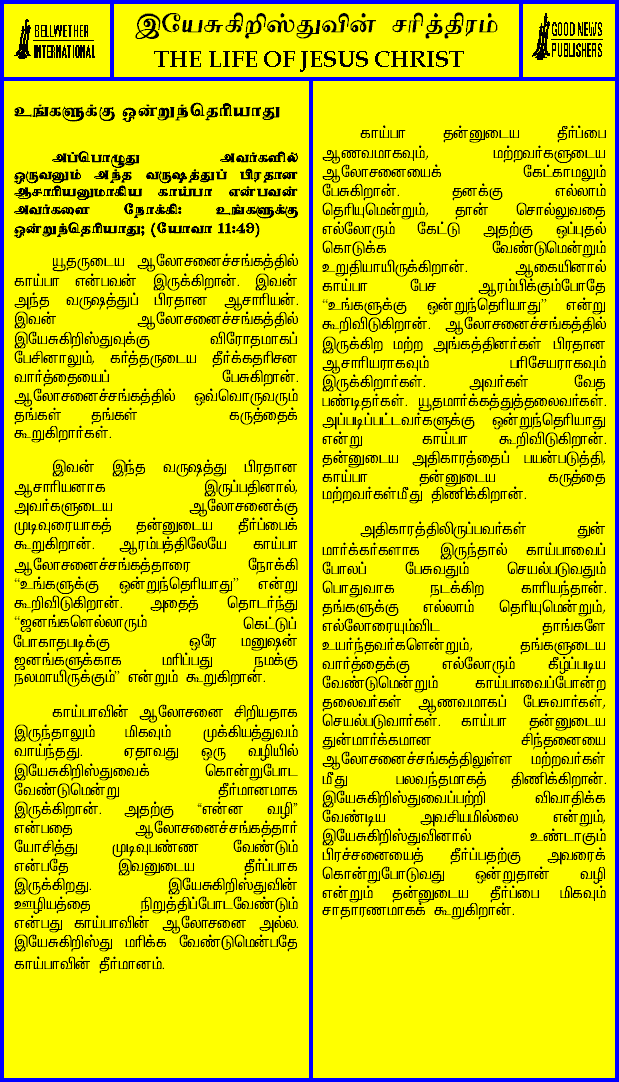 BELLWETHER
INTERNATIONAL
இயேசுகிறிஸ்துவின் சரித்திரம்
THE LIFE OF JESUS CHRIST
GOOD NEWS
PUBLISHERS
உங்களுக்கு ஒன்றுந்தெரியாது
அப்பொழுது அவர்களில்
ஒருவனும் அந்த வருஷத்துப் பிரதான
ஆசாரியனுமாகிய காய்பா என்பவன்
அவர்களை நோக்கி: உங்களுக்கு
ஒன்றுந்தெரியாது; (யோவா 11:49)
யூதருடைய ஆலோசனைச்சங்கத்தில்
காய்பா என்பவன் இருக்கிறான். இவன்
அந்த வருஷத்துப் பிரதான ஆசாரியன்.
இவன் ஆலோசனைச்சங்கத்தில்
இயேசுகிறிஸ்துவுக்கு விரோதமாகப்
பேசினாலும், கர்த்தருடைய தீர்க்கதரிசன
வார்த்தையைப் பேசுகிறான்.
ஆலோசனைச்சங்கத்தில் ஒவ்வொருவரும்
தங்கள் தங்கள் கருத்தைக்
கூறுகிறார்கள்.
இவன் இந்த வருஷத்து பிரதான
ஆசாரியனாக இருப்பதினால்,
அவர்களுடைய ஆலோசனைக்கு
முடிவுரையாகத் தன்னுடைய தீர்ப்பைக்
கூறுகிறான். ஆரம்பத்திலேயே காய்பா
ஆலோசனைச்சங்கத்தாரை நோக்கி
“உங்களுக்கு ஒன்றுந்தெரியாது” என்று
கூறிவிடுகிறான். அதைத் தொடர்ந்து
“ஜனங்களெல்லாரும் கெட்டுப்
போகாதபடிக்கு ஒரே மனுஷன்
ஜனங்களுக்காக மரிப்பது நமக்கு
நலமாயிருக்கும்” என்றும் கூறுகிறான்.
காய்பாவின் ஆலோசனை சிறியதாக
இருந்தாலும் மிகவும் முக்கியத்துவம்
வாய்ந்தது. ஏதாவது ஒரு வழியில்
இயேசுகிறிஸ்துவைக் கொன்றுபோட
வேண்டுமென்று தீர்மானமாக
இருக்கிறான். அதற்கு “என்ன வழி”
என்பதை ஆலோசனைச்சங்கத்தார்
யோசித்து முடிவுபண்ண வேண்டும்
என்பதே இவனுடைய தீர்ப்பாக
இருக்கிறது. இயேசுகிறிஸ்துவின்
ஊழியத்தை நிறுத்திப்போடவேண்டும்
என்பது காய்பாவின் ஆலோசனை அல்ல.
இயேசுகிறிஸ்து மரிக்க வேண்டுமென்பதே
காய்பாவின் தீர்மானம்.
காய்பா தன்னுடைய தீர்ப்பை
ஆணவமாகவும், மற்றவர்களுடைய
ஆலோசனையைக் கேட்காமலும்
பேசுகிறான். தனக்கு எல்லாம்
தெரியுமென்றும், தான் சொல்லுவதை
எல்லோரும் கேட்டு அதற்கு ஒப்புதல்
கொடுக்க வேண்டுமென்றும்
உறுதியாயிருக்கிறான். ஆகையினால்
காய்பா பேச ஆரம்பிக்கும்போதே
“உங்களுக்கு ஒன்றுந்தெரியாது” என்று
கூறிவிடுகிறான். ஆலோசனைச்சங்கத்தில்
இருக்கிற மற்ற அங்கத்தினர்கள் பிரதான
ஆசாரியராகவும் பரிசேயராகவும்
இருக்கிறார்கள். அவர்கள் வேத
பண்டிதர்கள். யூதமார்க்கத்துத்தலைவர்கள்.
அப்படிப்பட்டவர்களுக்கு ஒன்றுந்தெரியாது
என்று காய்பா கூறிவிடுகிறான்.
தன்னுடைய அதிகாரத்தைப் பயன்படுத்தி,
காய்பா தன்னுடைய கருத்தை
மற்றவர்கள்மீது திணிக்கிறான்.
அதிகாரத்திலிருப்பவர்கள் துன்
மார்க்கர்களாக இருந்தால் காய்பாவைப்
போலப் பேசுவதும் செயல்படுவதும்
பொதுவாக நடக்கிற காரியந்தான்.
தங்களுக்கு எல்லாம் தெரியுமென்றும்,
எல்லோரையும்விட தாங்களே
உயர்ந்தவர்களென்றும், தங்களுடைய
வார்த்தைக்கு எல்லோரும் கீழ்ப்படிய
வேண்டுமென்றும் காய்பாவைப்போன்ற
தலைவர்கள் ஆணவமாகப் பேசுவார்கள்,
செயல்படுவார்கள். காய்பா தன்னுடைய
துன்மார்க்கமான சிந்தனையை
ஆலோசனைச்சங்கத்திலுள்ள மற்றவர்கள்
மீது பலவந்தமாகத் திணிக்கிறான்.
இயேசுகிறிஸ்துவைப்பற்றி விவாதிக்க
வேண்டிய அவசியமில்லை என்றும்,
இயேசுகிறிஸ்துவினால் உண்டாகும்
பிரச்சனையைத் தீர்ப்பதற்கு அவரைக்
கொன்றுபோடுவது ஒன்றுதான் வழி
என்றும் தன்னுடைய தீர்ப்பை மிகவும்
சாதாரணமாகக் கூறுகிறான்.